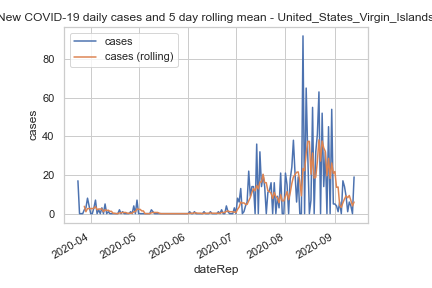 New COVID-19 daily cases and 5 day rolling mean - United_States_Virgin_Islands
cases
cases (rolling)
80
60
40
20
0
cases
2020-04
2020-05
2020-06
2020-07
2020-08
2020-09
dateRep